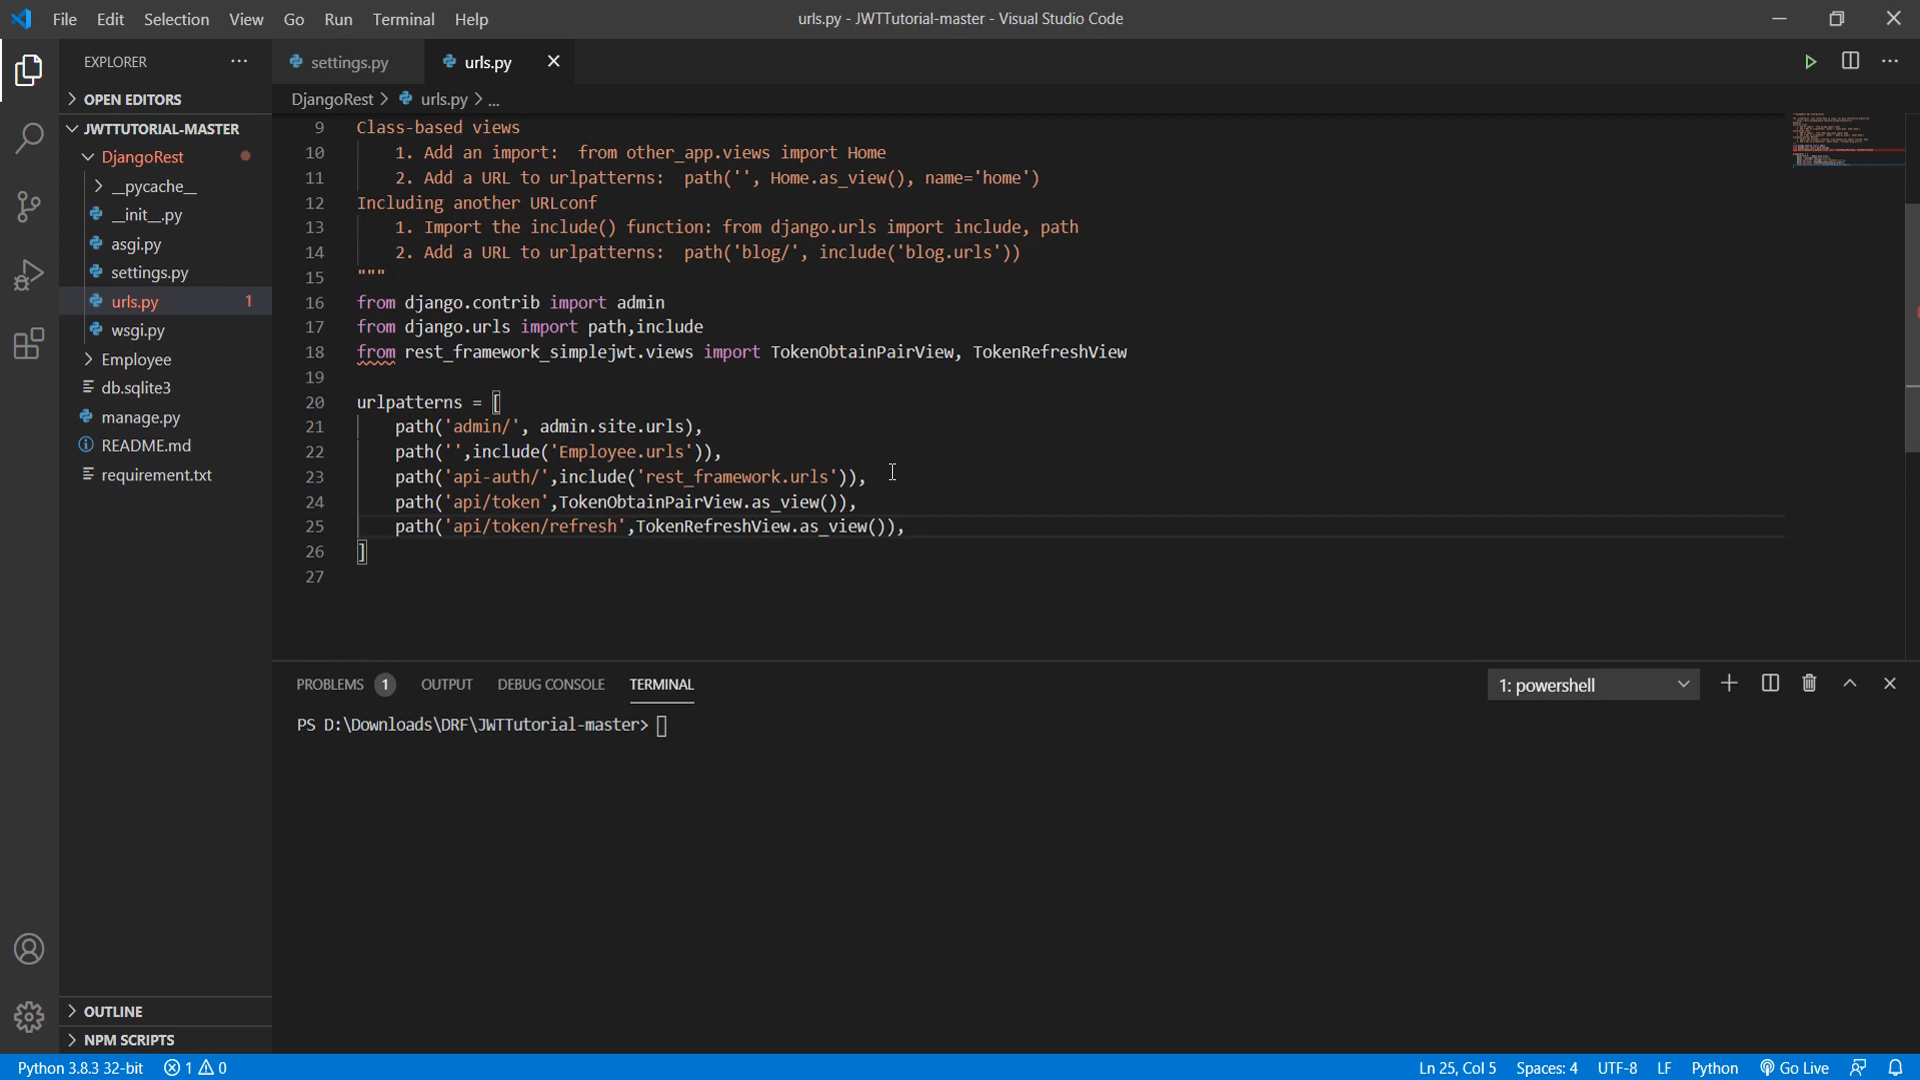 File Edit Selection View Go Run Terminal Help
urls.py - JWTTutorial-master - Visual Studio Code
EXPLORER
settings.py
urls.py
OPEN EDITORS
DjangoRest > urls.py > ...
JWTTUTORIAL-MASTER
DjangoRest
__pycache__
__init__.py
asgi.py
settings.py
urls.py 1
wsgi.py
Employee
db.sqlite3
manage.py
README.md
requirement.txt
OUTLINE
NPM SCRIPTS
9 Class-based views
10     1. Add an import:  from other_app.views import Home
11     2. Add a URL to urlpatterns:  path('', Home.as_view(), name='home')
12 Including another URLconf
13     1. Import the include() function: from django.urls import include, path
14     2. Add a URL to urlpatterns:  path('blog/', include('blog.urls'))
15 """
16 from django.contrib import admin
17 from django.urls import path,include
18 from rest_framework_simplejwt.views import TokenObtainPairView, TokenRefreshView
19
20 urlpatterns = [
21     path('admin/', admin.site.urls),
22     path('',include('Employee.urls')),
23     path('api-auth/',include('rest_framework.urls')),
24     path('api/token',TokenObtainPairView.as_view()),
25     path('api/token/refresh',TokenRefreshView.as_view()),
26 ]
27
PROBLEMS 1 OUTPUT DEBUG CONSOLE TERMINAL
1: powershell
PS D:\Downloads\DRF\JWTTutorial-master>
Python 3.8.3 32-bit 1 0
Ln 25, Col 5 Spaces: 4 UTF-8 LF Python Go Live